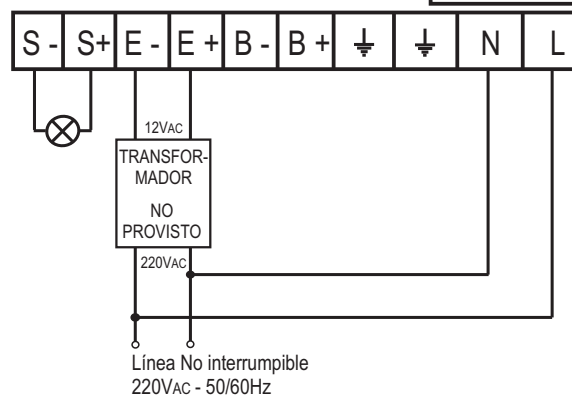 S - S+ E - E + B - B + ⏚ ⏚ N L
12VAC
TRANSFOR-
MADOR
NO
PROVISTO
220VAC
Línea No interrumpible
220VAC - 50/60Hz